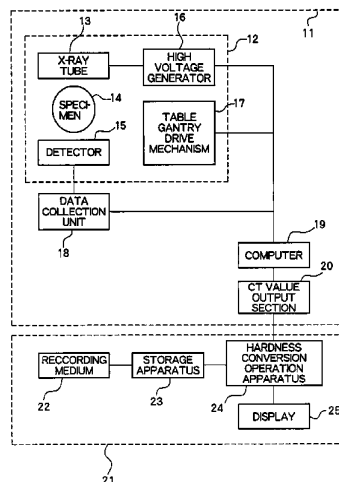 13
16
11
12
X-RAY
TUBE
HIGH
VOLTAGE
GENERATOR
SPECI-
MEN
14
17
15
TABLE
GANTRY
DRIVE
MECHANISM
DETECTOR
DATA
COLLECTION
UNIT
18
19
COMPUTER
20
CT VALUE
OUTPUT
SECTION
RECCORDING
MEDIUM
22
STORAGE
APPARATUS
23
HARDNESS
CONVERSION
OPERATION
APPARATUS
24
DISPLAY
25
21